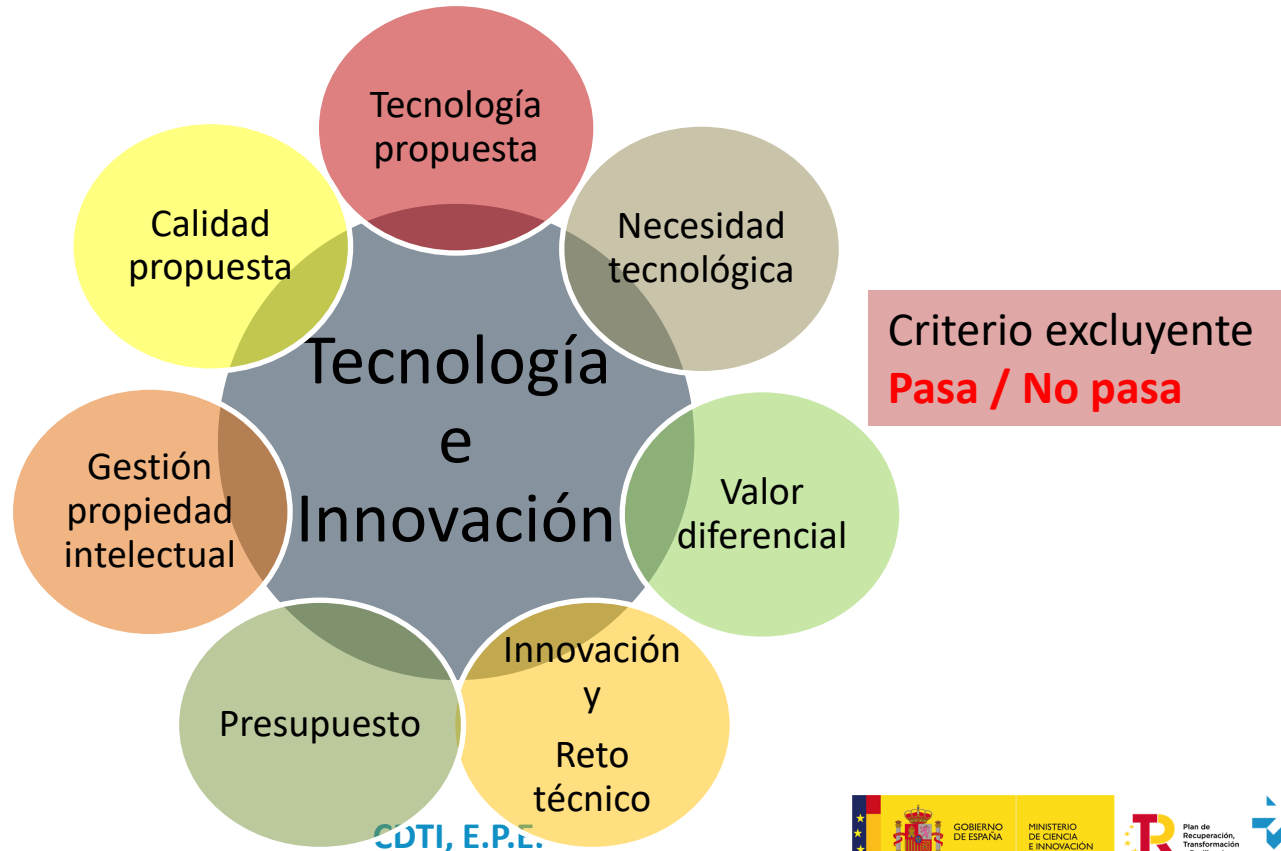 Tecnología
propuesta
Calidad
propuesta
Necesidad
tecnológica
Tecnología
e
Innovación
Criterio excluyente
Pasa / No pasa
Gestión
propiedad
intelectual
Valor
diferencial
Presupuesto
Innovación
y
Reto
técnico
CDTI, E.P.E.
GOBIERNO
DE ESPAÑA
MINISTERIO
DE CIENCIA
E INNOVACIÓN
Plan de
Recuperación,
Transformación